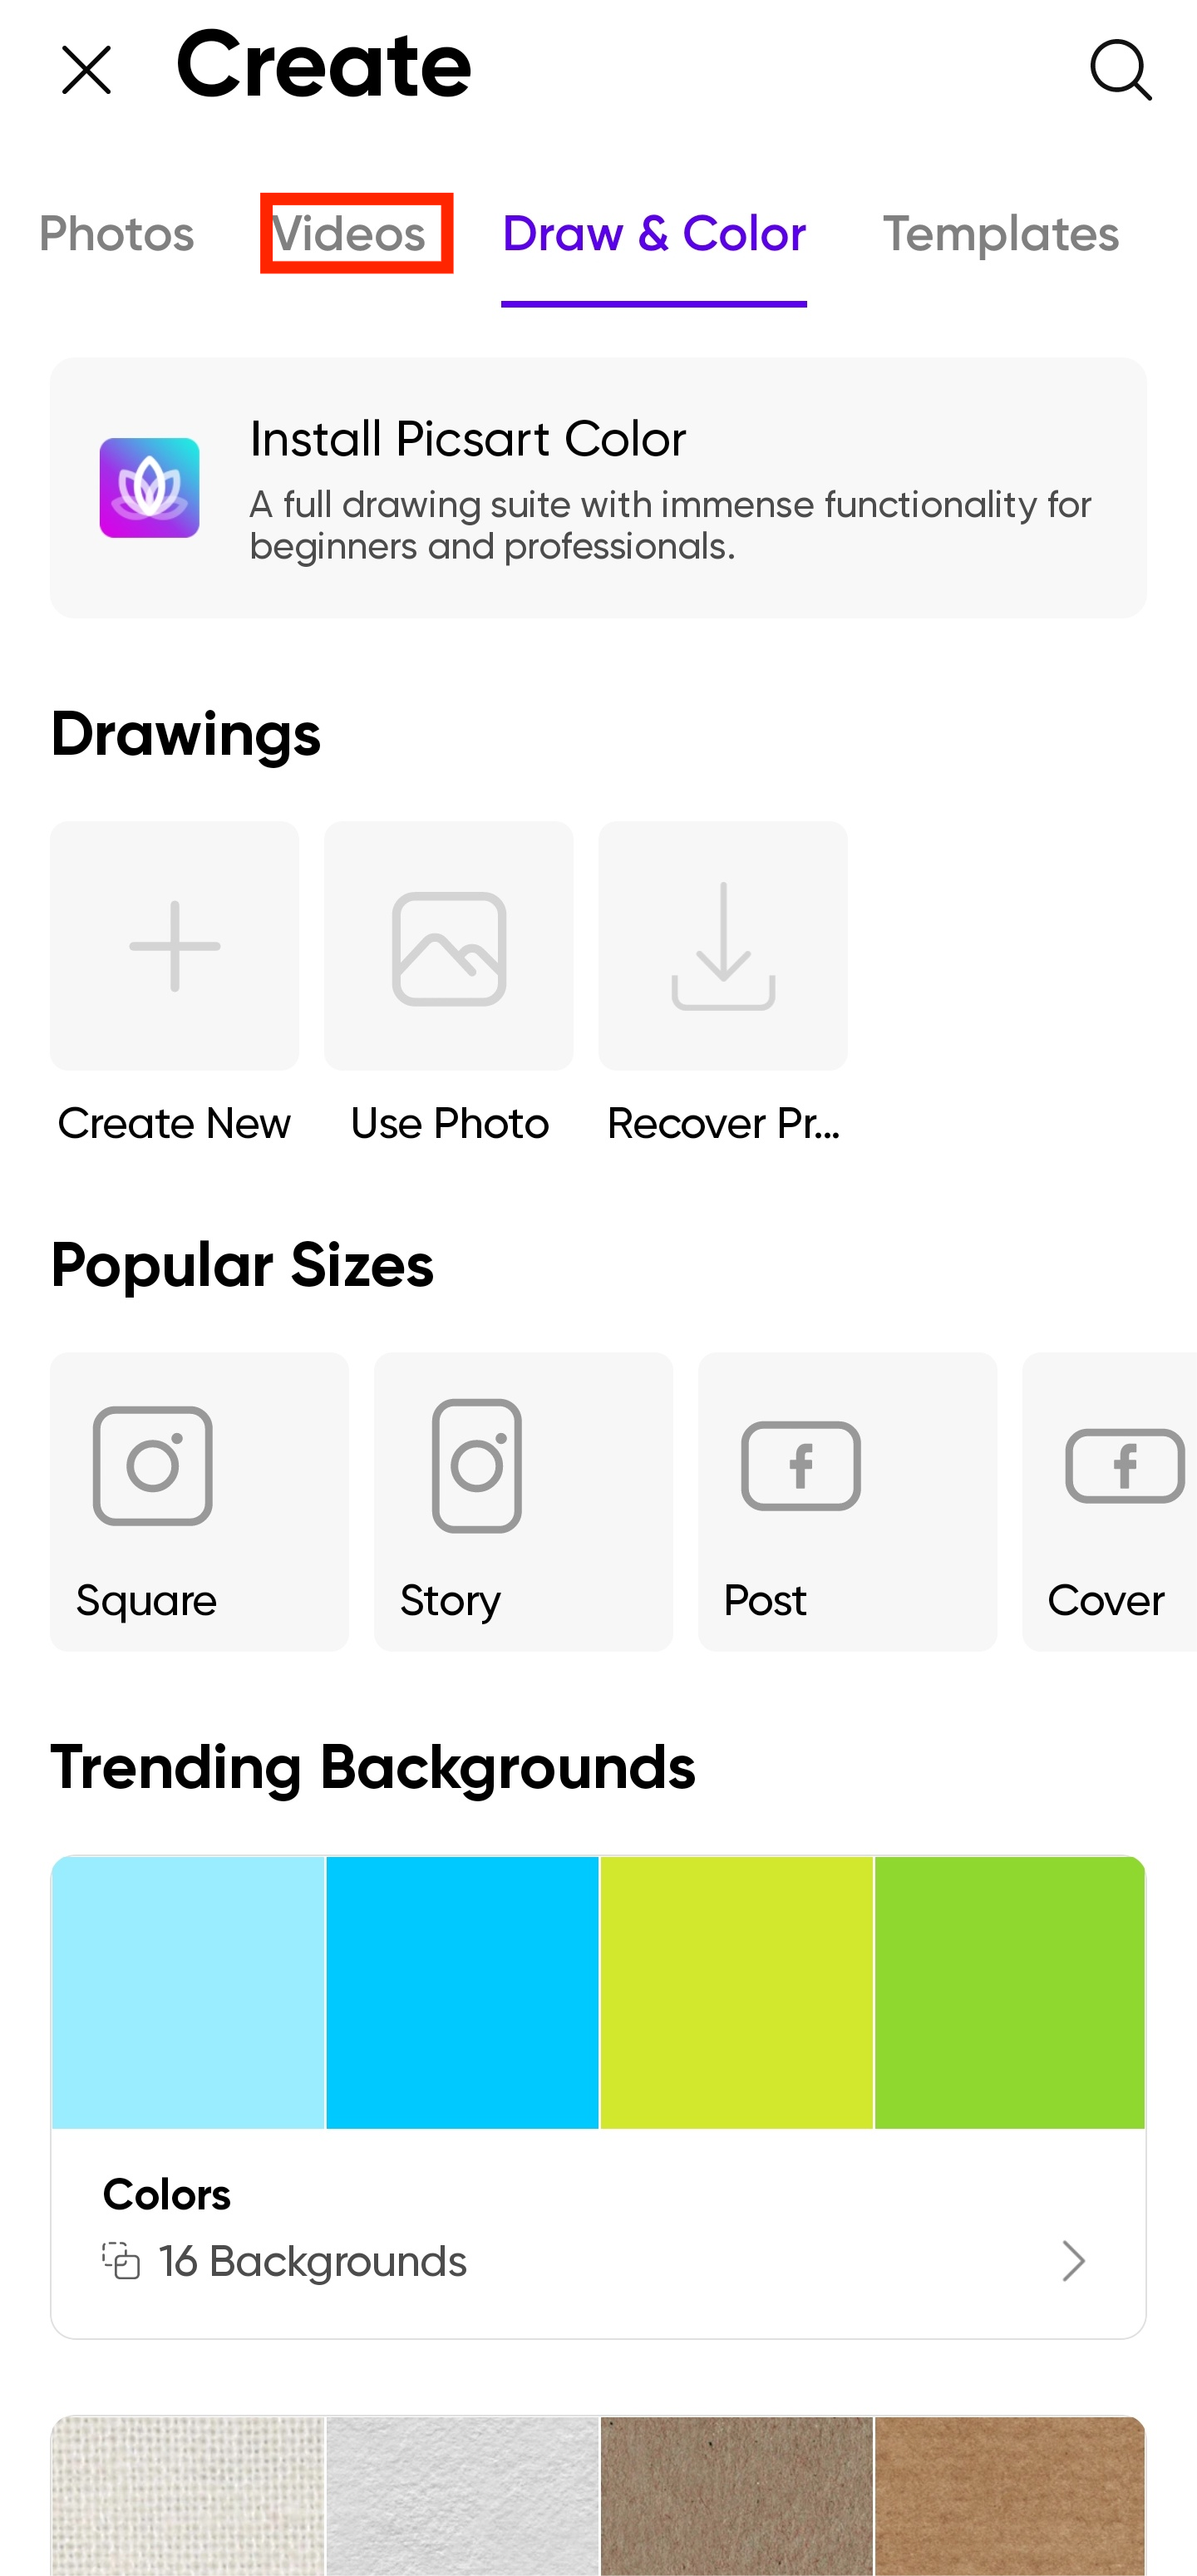 Create
Photos Videos Draw & Color Templates
Install Picsart Color
A full drawing suite with immense functionality for
beginners and professionals.
Drawings
Create New Use Photo Recover Pr...
Popular Sizes
Square Story Post Cover
Trending Backgrounds
Colors
16 Backgrounds